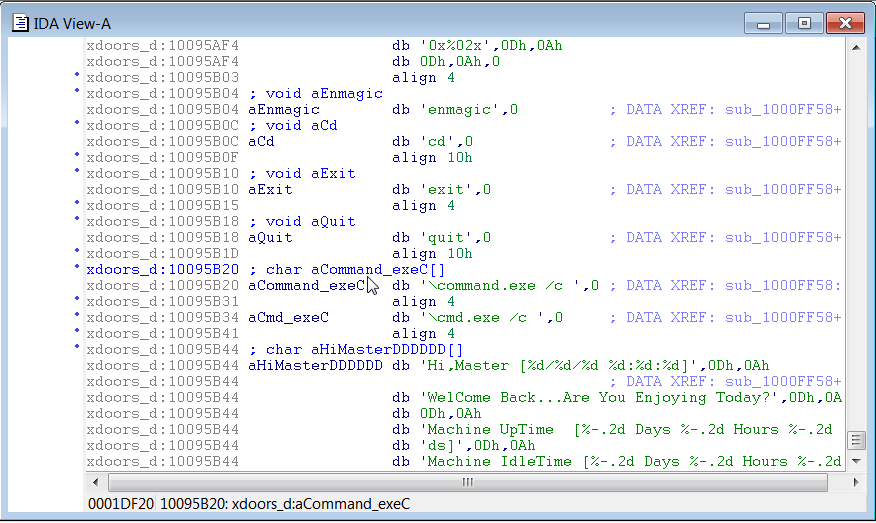 IDA View-A
xdoors_d:10095AF4 db '0x%02x',0Dh,0Ah
xdoors_d:10095AF4 db 0Dh,0Ah,0
xdoors_d:10095B03 align 4
xdoors_d:10095B04 ; void aEnmagic
xdoors_d:10095B04 aEnmagic db 'enmagic',0 ; DATA XREF: sub_1000FF58+
xdoors_d:10095B0C ; void aCd
xdoors_d:10095B0C aCd db 'cd',0 ; DATA XREF: sub_1000FF58+
xdoors_d:10095B0F align 10h
xdoors_d:10095B10 ; void aExit
xdoors_d:10095B10 aExit db 'exit',0 ; DATA XREF: sub_1000FF58+
xdoors_d:10095B15 align 4
xdoors_d:10095B18 ; void aQuit
xdoors_d:10095B18 aQuit db 'quit',0 ; DATA XREF: sub_1000FF58+
xdoors_d:10095B1D align 10h
xdoors_d:10095B20 ; char aCommand_exeC[]
xdoors_d:10095B20 aCommand_exeC db '\command.exe /c ',0 ; DATA XREF: sub_1000FF58:
xdoors_d:10095B31 align 4
xdoors_d:10095B34 aCmd_exeC db '\cmd.exe /c ',0 ; DATA XREF: sub_1000FF58+
xdoors_d:10095B41 align 4
xdoors_d:10095B44 ; char aHiMasterDDDDDD[]
xdoors_d:10095B44 aHiMasterDDDDDD db 'Hi,Master [%d/%d/%d %d:%d:%d]',0Dh,0Ah
xdoors_d:10095B44 ; DATA XREF: sub_1000FF58+
xdoors_d:10095B44 db 'WelCome Back...Are You Enjoying Today?',0Dh,0A
xdoors_d:10095B44 db 0Dh,0Ah
xdoors_d:10095B44 db 'Machine UpTime  [%-.2d Days %-.2d Hours %-.2d
xdoors_d:10095B44 db 'ds]',0Dh,0Ah
xdoors_d:10095B44 db 'Machine IdleTime [%-.2d Days %-.2d Hours %-.2d
0001DF20 10095B20: xdoors_d:aCommand_exeC